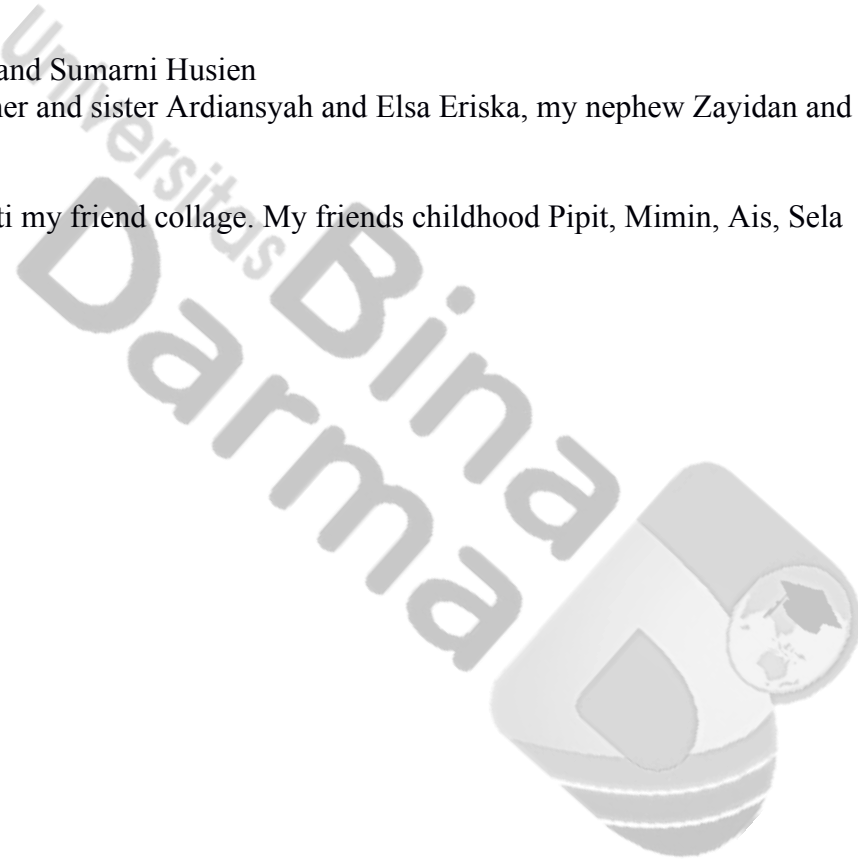 and Sumarni Husien
her and sister Ardiansyah and Elsa Eriska, my nephew Zayidan and
ti my friend collage. My friends childhood Pipit, Mimin, Ais, Sela
Universitas
Bina
Darma